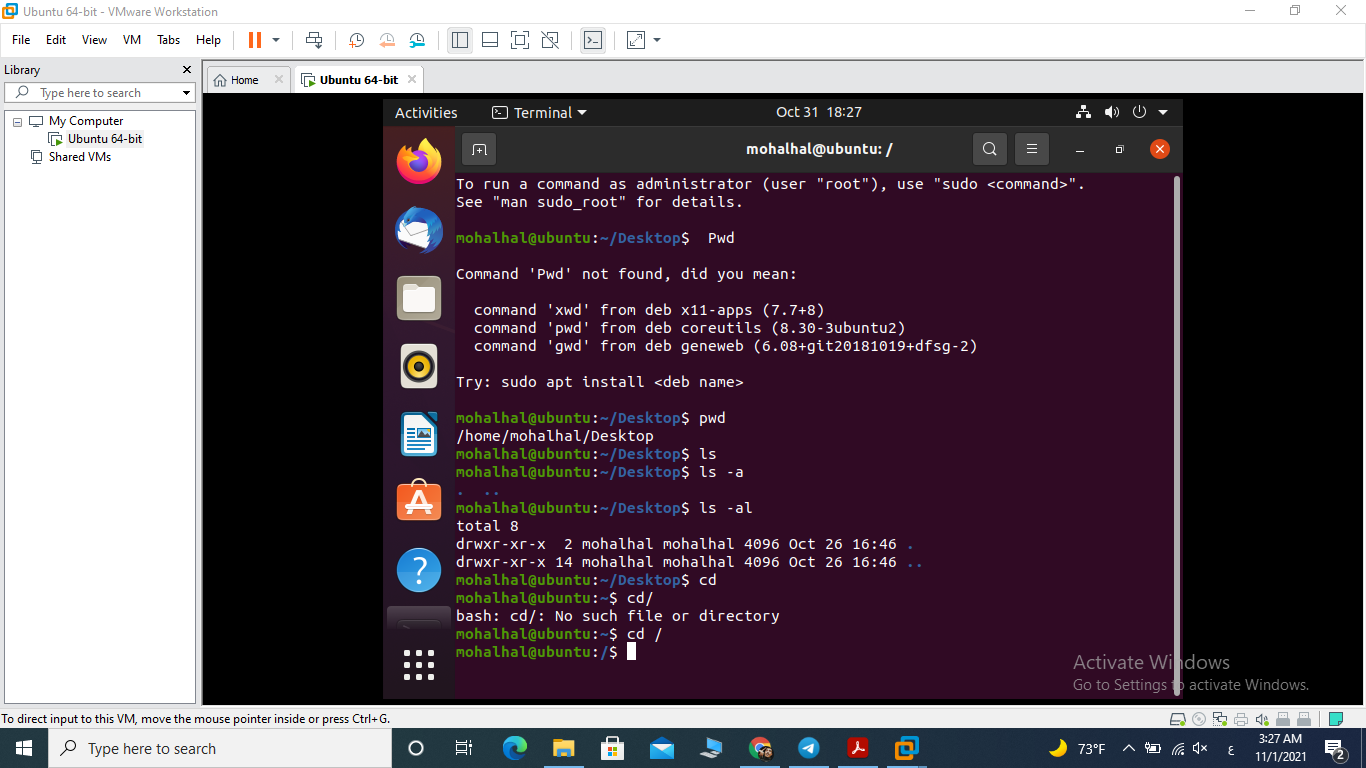 Ubuntu 64-bit - VMware Workstation
File Edit View VM Tabs Help
Library
Type here to search
My Computer
Ubuntu 64-bit
Shared VMs
Home
Ubuntu 64-bit
Activities Terminal Oct 31 18:27
mohalhal@ubuntu: /
To run a command as administrator (user "root"), use "sudo <command>".
See "man sudo_root" for details.
mohalhal@ubuntu:~/Desktop$  Pwd
Command 'Pwd' not found, did you mean:
  command 'xwd' from deb x11-apps (7.7+8)
  command 'pwd' from deb coreutils (8.30-3ubuntu2)
  command 'gwd' from deb geneweb (6.08+git20181019+dfsg-2)
Try: sudo apt install <deb name>
mohalhal@ubuntu:~/Desktop$ pwd
/home/mohalhal/Desktop
mohalhal@ubuntu:~/Desktop$ ls
mohalhal@ubuntu:~/Desktop$ ls -a
.  ..
mohalhal@ubuntu:~/Desktop$ ls -al
total 8
drwxr-xr-x  2 mohalhal mohalhal 4096 Oct 26 16:46 .
drwxr-xr-x 14 mohalhal mohalhal 4096 Oct 26 16:46 ..
mohalhal@ubuntu:~/Desktop$ cd
mohalhal@ubuntu:~$ cd/
bash: cd/: No such file or directory
mohalhal@ubuntu:~$ cd /
mohalhal@ubuntu:/$
Activate Windows
Go to Settings to activate Windows.
To direct input to this VM, move the mouse pointer inside or press Ctrl+G.
Type here to search
73°F
ع
3:27 AM
11/1/2021
2